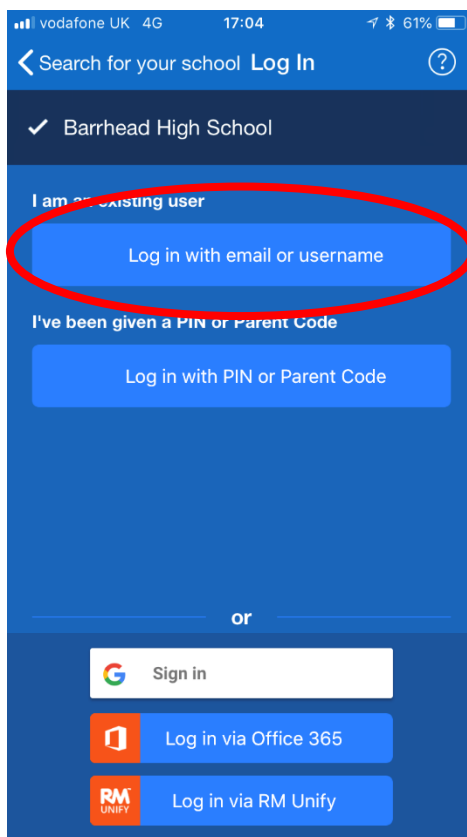 vodafone UK 4G 17:04 61%
Search for your school Log In ?
Barrhead High School
I am an existing user
Log in with email or username
I've been given a PIN or Parent Code
Log in with PIN or Parent Code
or
G Sign in
Log in via Office 365
RM UNIFY Log in via RM Unify